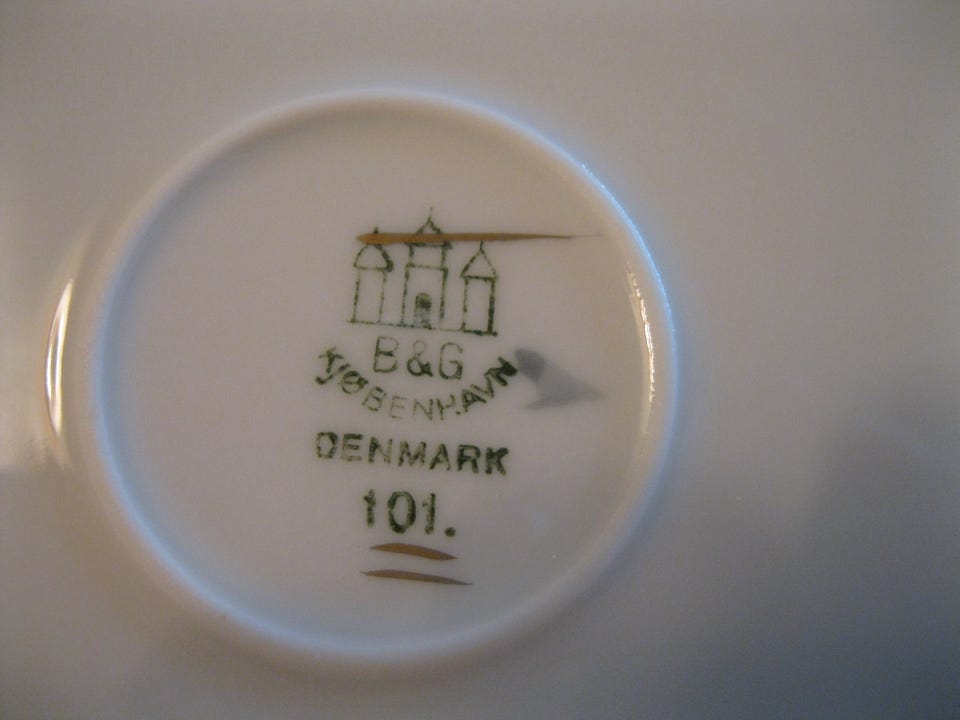 B&G
KJØBENHAVN
DENMARK
101.